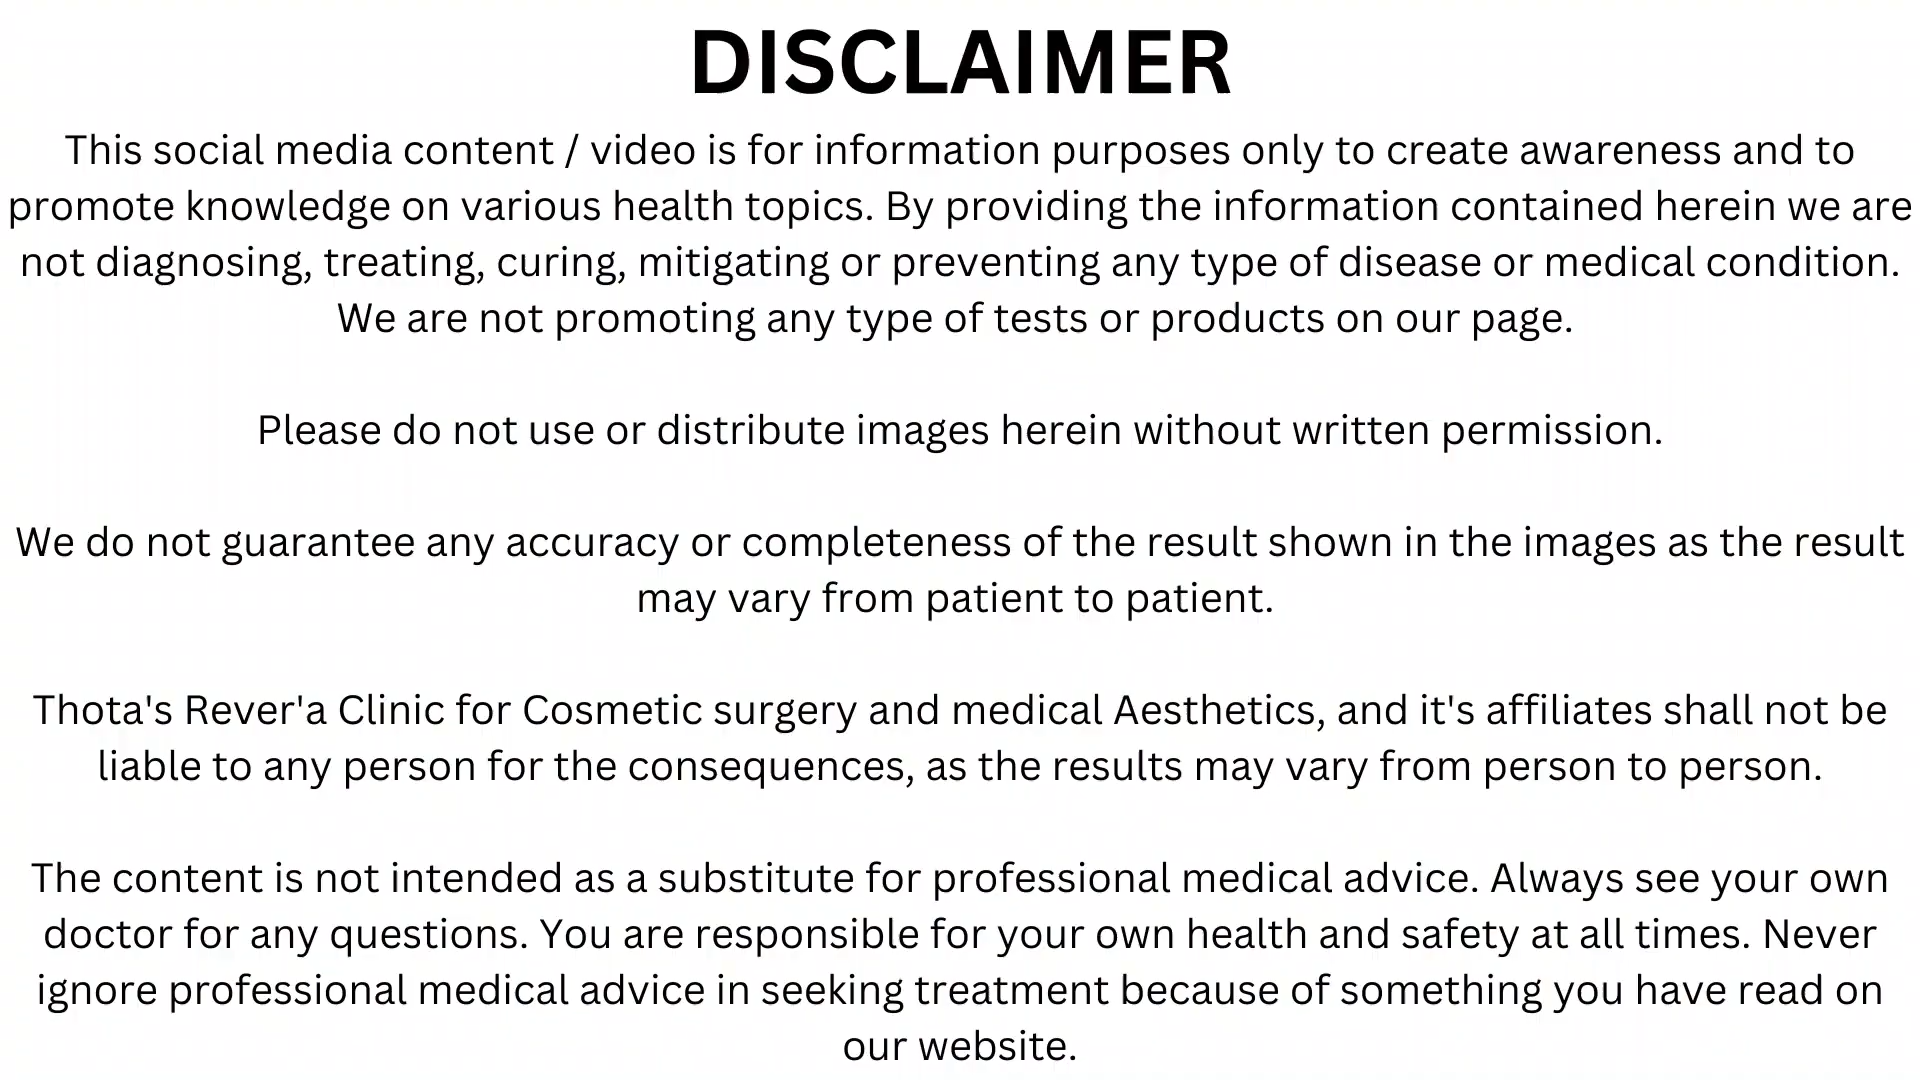 DISCLAIMER
This social media content / video is for information purposes only to create awareness and to
promote knowledge on various health topics. By providing the information contained herein we are
not diagnosing, treating, curing, mitigating or preventing any type of disease or medical condition.
We are not promoting any type of tests or products on our page.
Please do not use or distribute images herein without written permission.
We do not guarantee any accuracy or completeness of the result shown in the images as the result
may vary from patient to patient.
Thota's Rever'a Clinic for Cosmetic surgery and medical Aesthetics, and it's affiliates shall not be
liable to any person for the consequences, as the results may vary from person to person.
The content is not intended as a substitute for professional medical advice. Always see your own
doctor for any questions. You are responsible for your own health and safety at all times. Never
ignore professional medical advice in seeking treatment because of something you have read on
our website.